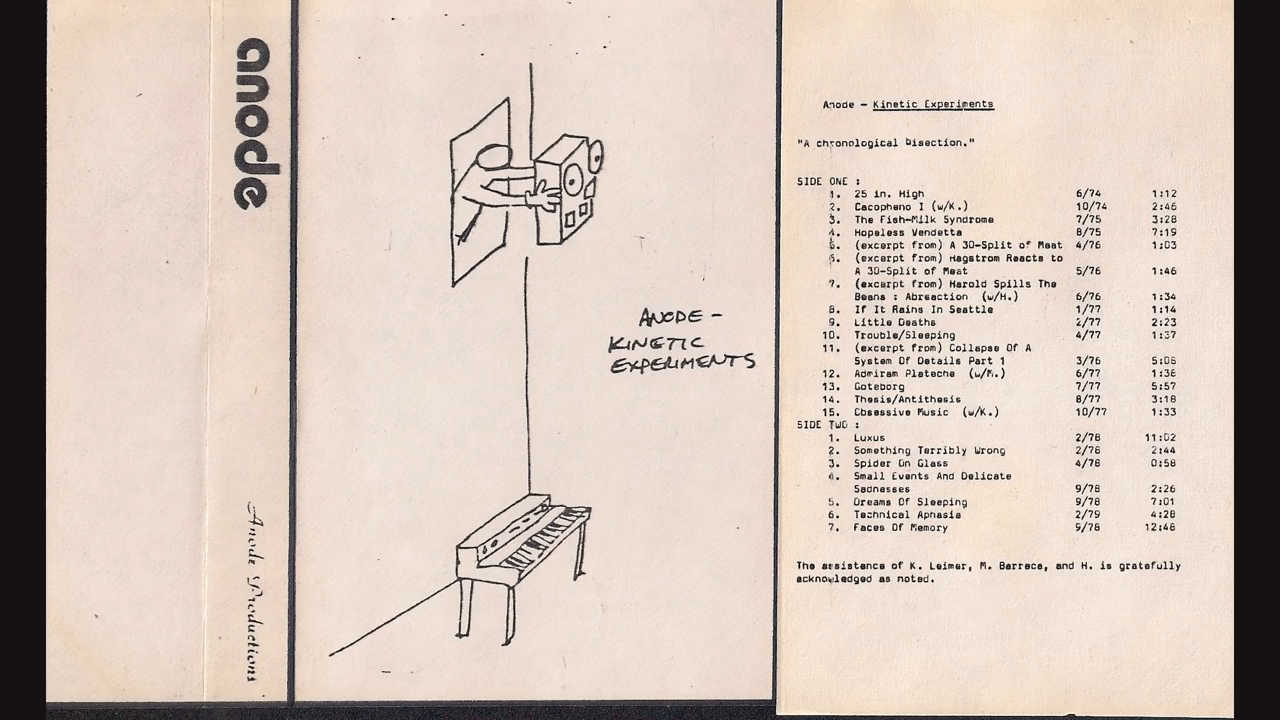 anode
Anode Productions
ANODE -
KINETIC
EXPERIMENTS
Anode - Kinetic Experiments
"A chronological Disection."
SIDE ONE :
1. 25 in. High 6/74 1:12
2. Cacopheno I (w/K.) 10/74 2:46
3. The Fish-Milk Syndrome 7/75 3:28
4. Hopeless Vendetta 8/75 7:19
5. (excerpt from) A 3D-Split of Meat 4/76 1:03
6. (excerpt from) Hagstrom Reacts to
A 3D-Split of Meat 5/76 1:46
7. (excerpt from) Harold Spills The
Beans : Abreaction (w/H.) 6/76 1:34
8. If It Rains In Seattle 1/77 1:14
9. Little Deaths 2/77 2:23
10. Trouble/Sleeping 4/77 1:37
11. (excerpt from) Collapse Of A
System Of Details Part 1 3/76 5:05
12. Admiram Plateche (w/M.) 6/77 1:36
13. Goteborg 7/77 5:57
14. Thesis/Antithesis 8/77 3:18
15. Obsessive Music (w/K.) 10/77 1:33
SIDE TWO :
1. Luxus 2/78 11:02
2. Something Terribly Wrong 2/78 2:44
3. Spider On Glass 4/78 0:58
4. Small Events And Delicate
Sadnesses 9/78 2:26
5. Dreams Of Sleeping 9/78 7:01
6. Technical Aphasia 2/79 4:28
7. Faces Of Memory 9/78 12:48
The assistance of K. Leimer, M. Barreca, and H. is gratefully
acknowledged as noted.